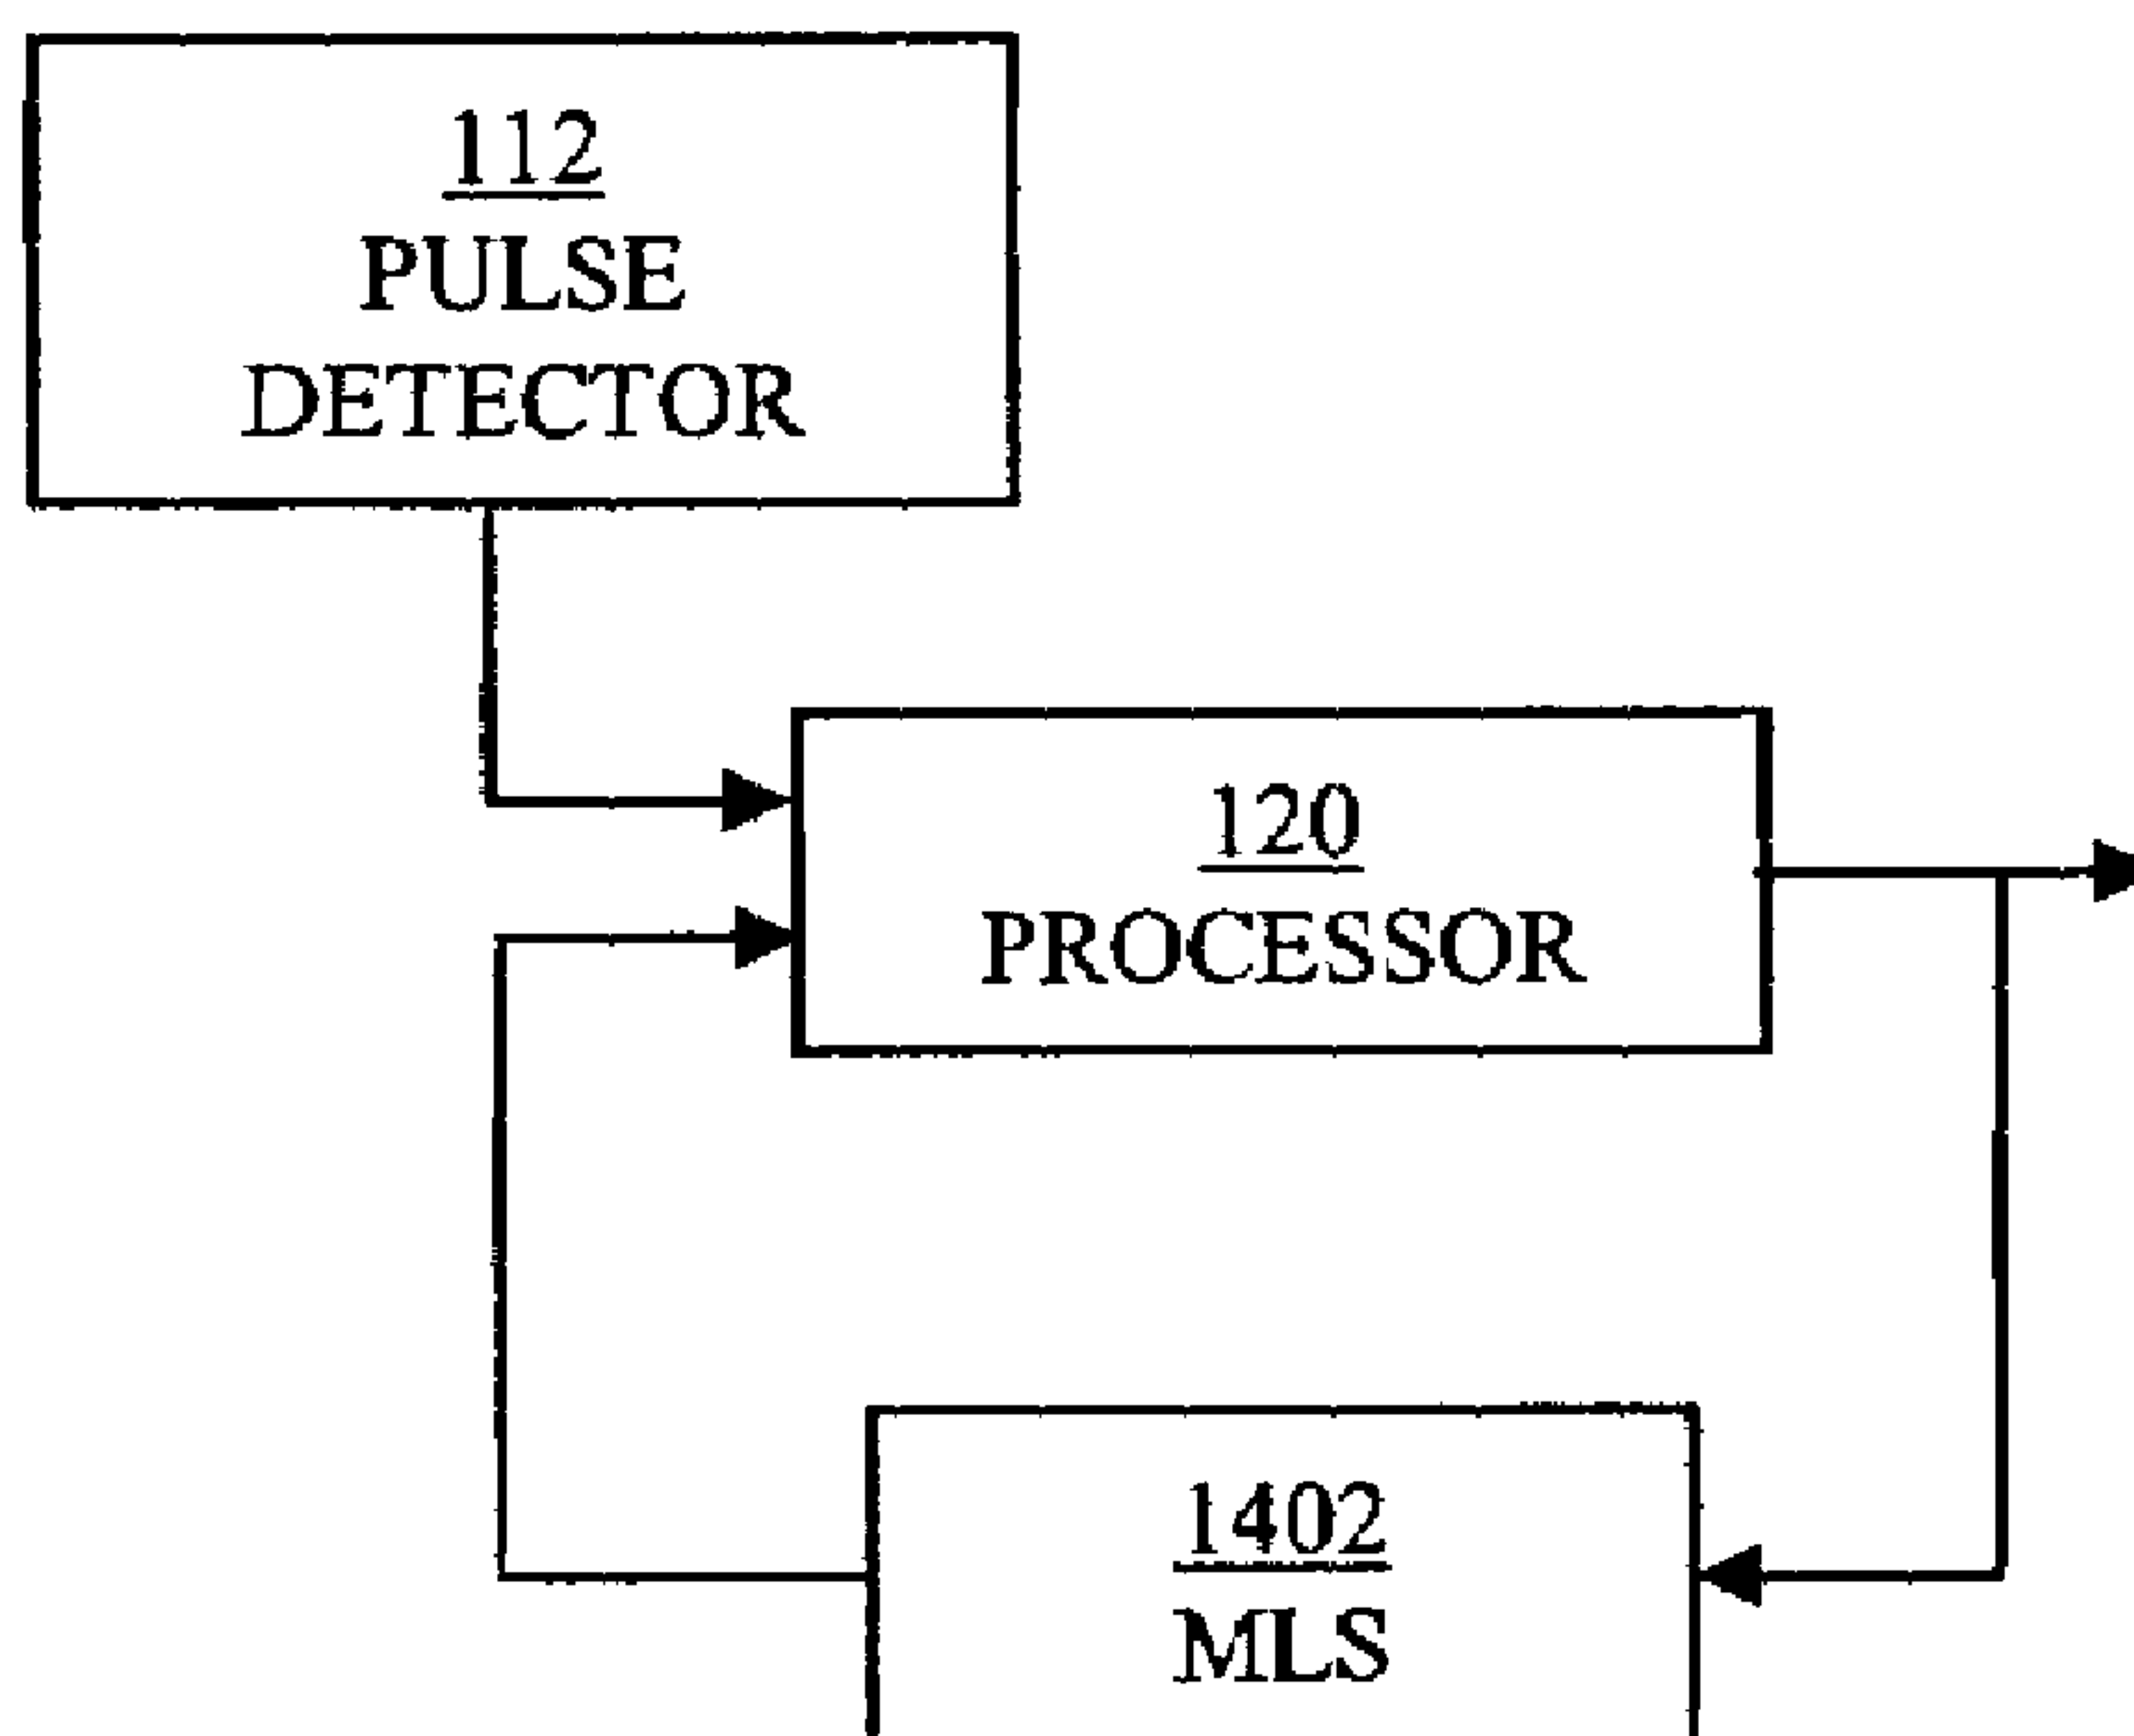 112
PULSE
DETECTOR
120
PROCESSOR
1402
MLS